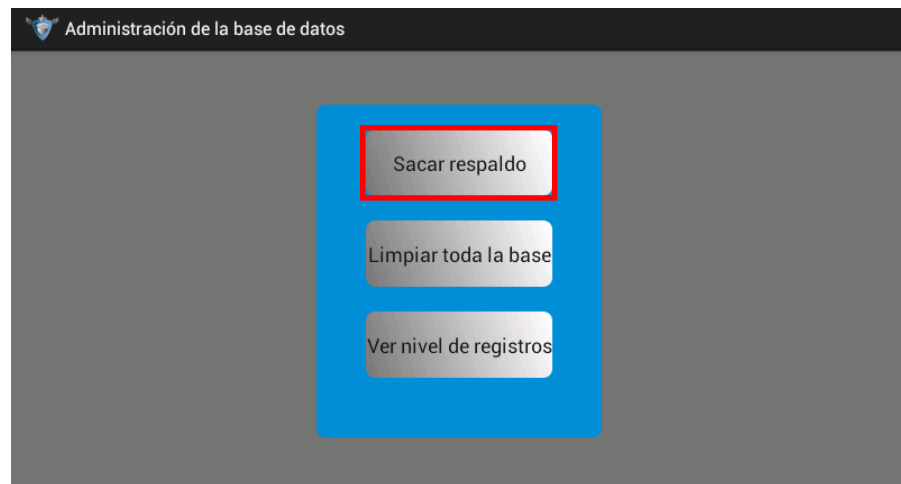 Administración de la base de datos
Sacar respaldo
Limpiar toda la base
Ver nivel de registros